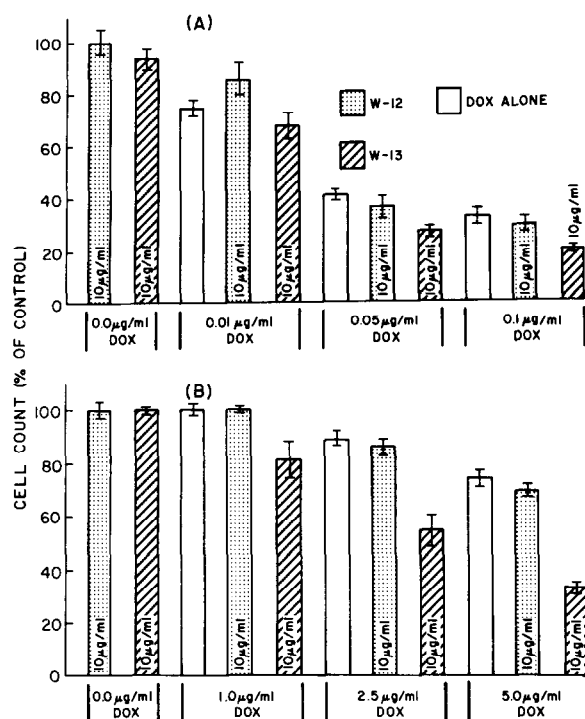 (A)
CELL COUNT (% OF CONTROL)
100
80
60
40
20
0
W-12
DOX ALONE
W-13
10μg/ml
10μg/ml
10μg/ml
10μg/ml
10μg/ml
10μg/ml
10μg/ml
10μg/ml
0.0μg/ml
DOX
0.01μg/ml
DOX
0.05μg/ml
DOX
0.1μg/ml
DOX
(B)
100
80
60
40
20
0
10μg/ml
10μg/ml
10μg/ml
10μg/ml
10μg/ml
10μg/ml
10μg/ml
10μg/ml
0.0μg/ml
DOX
1.0μg/ml
DOX
2.5μg/ml
DOX
5.0μg/ml
DOX